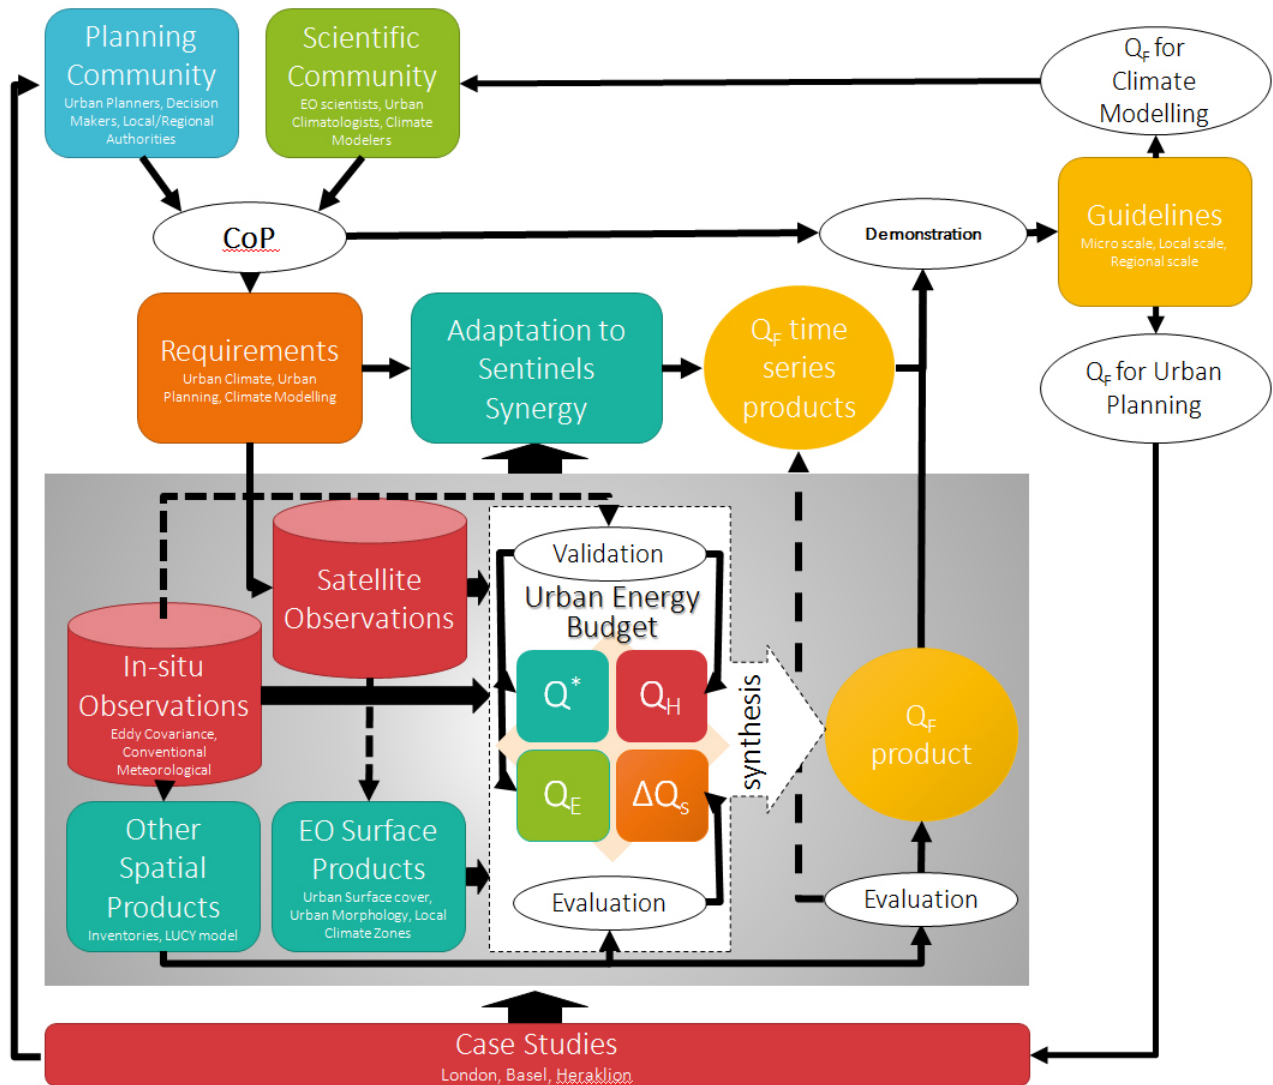 Planning
Community
Urban Planners, Decision
Makers, Local/Regional
Authorities
Scientific
Community
EO scientists, Urban
Climatologists, Climate
Modelers
QF for
Climate
Modelling
CoP
Demonstration
Guidelines
Micro scale, Local scale,
Regional scale
Requirements
Urban Climate, Urban
Planning, Climate Modelling
Adaptation to
Sentinels
Synergy
QF time
series
products
QF for Urban
Planning
Satellite
Observations
Validation
Urban Energy
Budget
In-situ
Observations
Eddy Covariance,
Conventional
Meteorological
Q*
QH
QE
ΔQs
synthesis
QF
product
Other
Spatial
Products
Inventories, LUCY model
EO Surface
Products
Urban Surface cover,
Urban Morphology, Local
Climate Zones
Evaluation
Evaluation
Case Studies
London, Basel, Heraklion